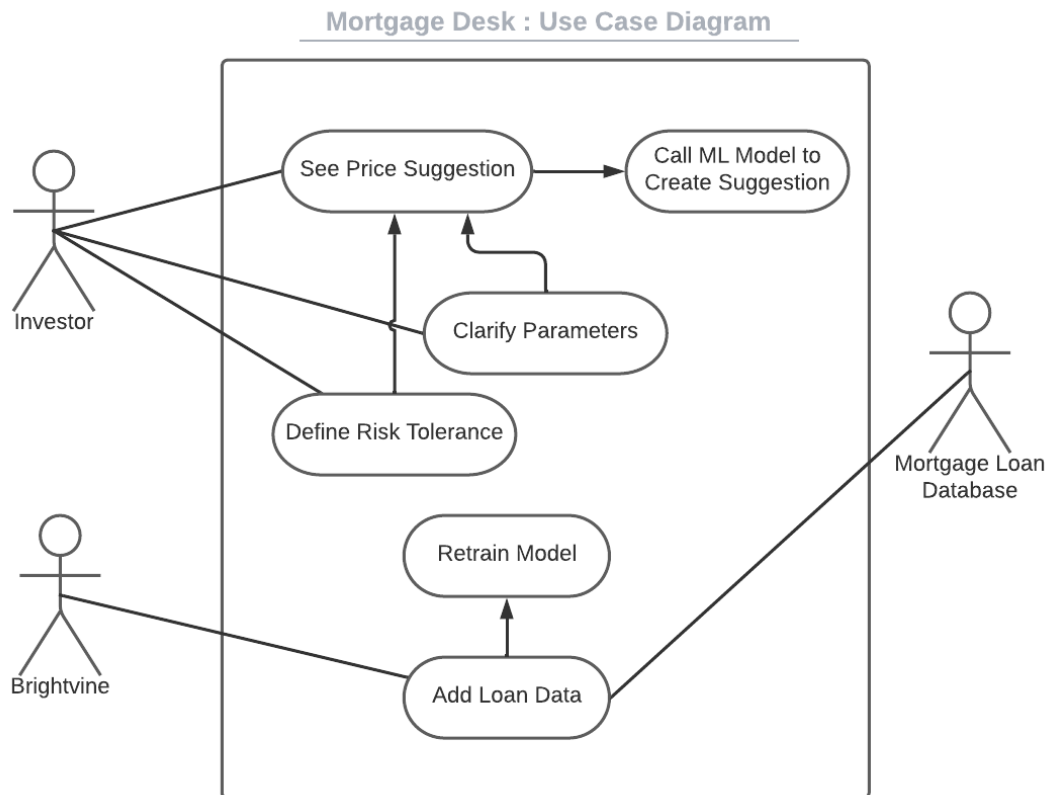 Mortgage Desk : Use Case Diagram
See Price Suggestion
Call ML Model to
Create Suggestion
Investor
Clarify Parameters
Define Risk Tolerance
Mortgage Loan
Database
Retrain Model
Brightvine
Add Loan Data